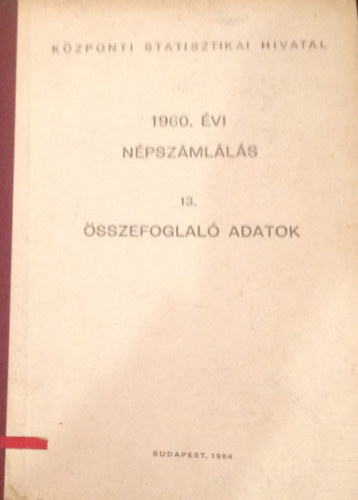 KÖZPONTI STATISZTIKAI HIVATAL
1960. ÉVI
NÉPSZÁMLÁLÁS
13.
ÖSSZEFOGLALÓ ADATOK
BUDAPEST, 1964